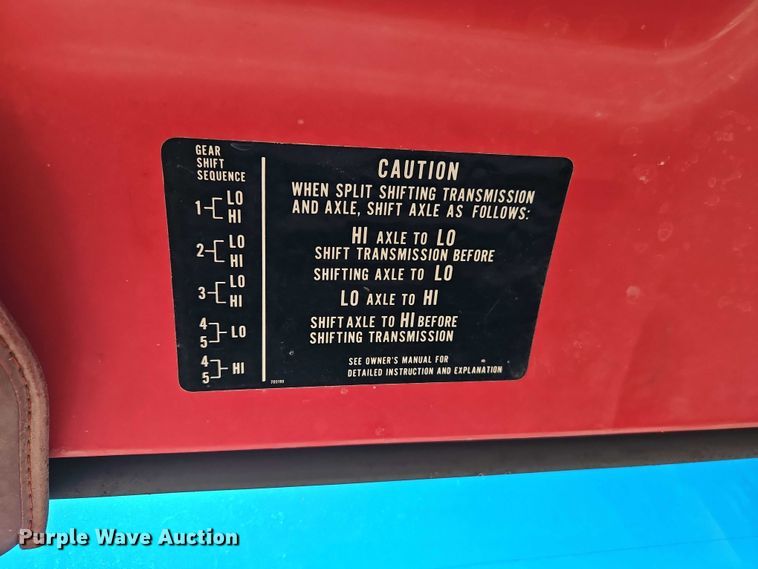 GEAR
SHIFT
SEQUENCE
1 LO
HI
2 LO
HI
3 LO
HI
4
5 LO
4
5 HI
CAUTION
WHEN SPLIT SHIFTING TRANSMISSION
AND AXLE, SHIFT AXLE AS FOLLOWS:
HI AXLE TO LO
SHIFT TRANSMISSION BEFORE
SHIFTING AXLE TO LO
LO AXLE TO HI
SHIFT AXLE TO HI BEFORE
SHIFTING TRANSMISSION
SEE OWNER'S MANUAL FOR
DETAILED INSTRUCTION AND EXPLANATION
Purple Wave Auction